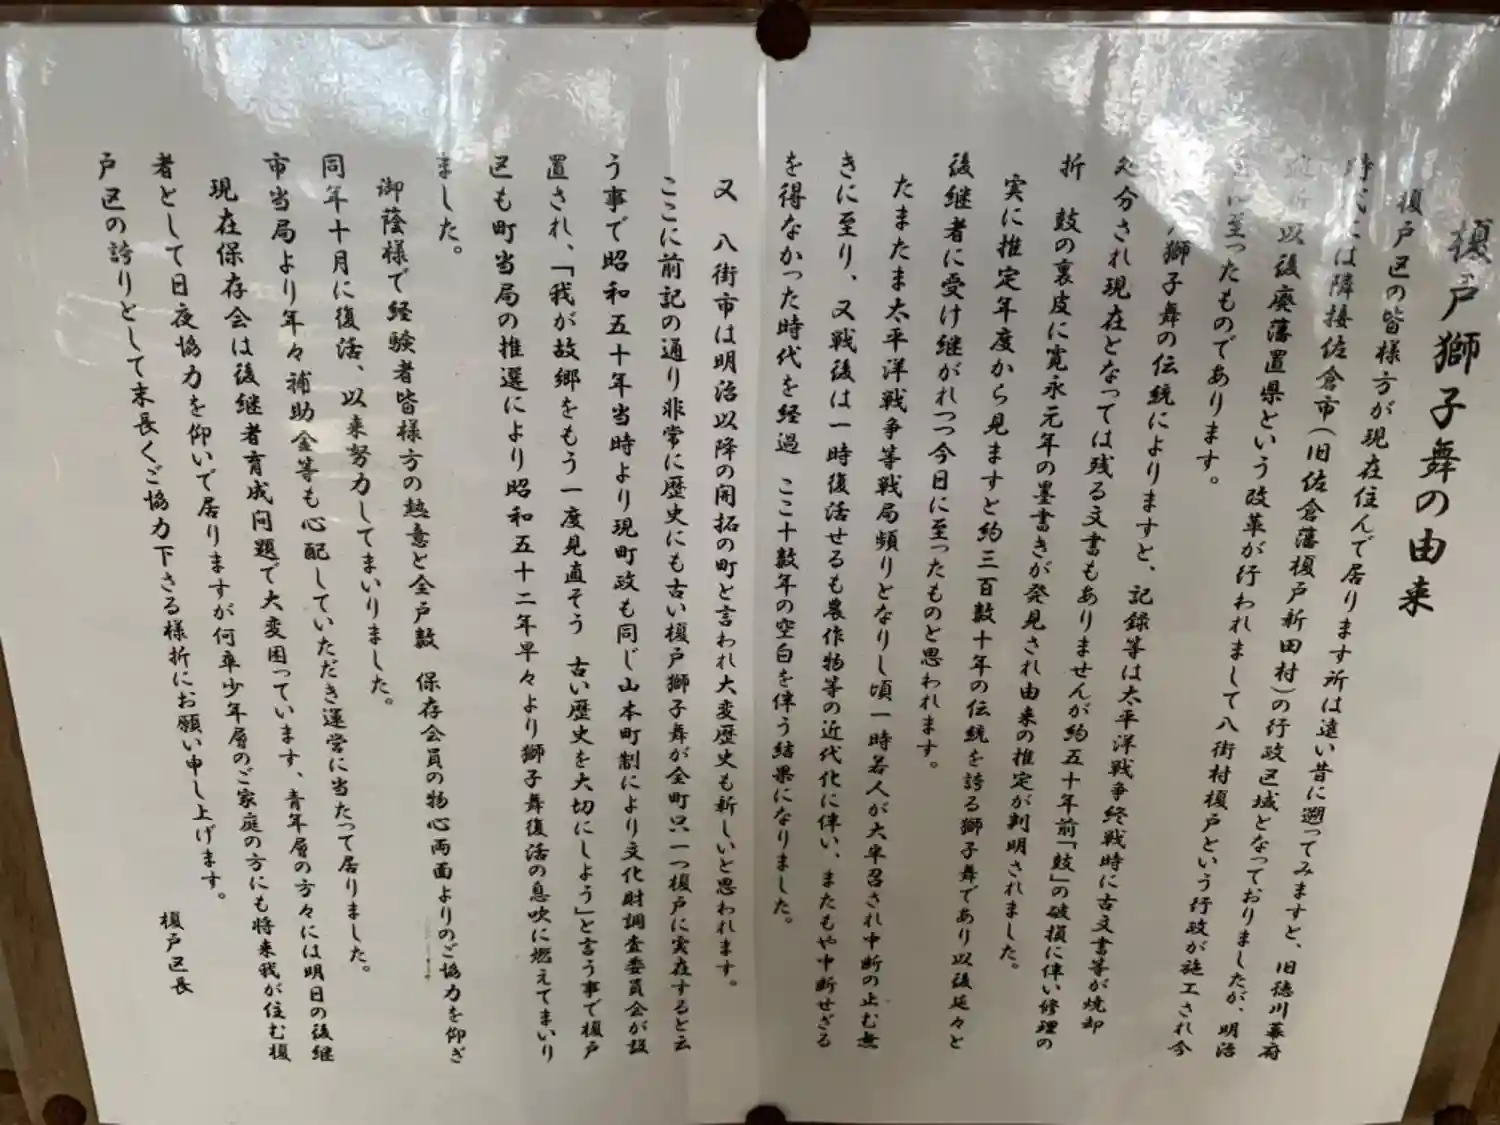 榎戸獅子舞の由来
榎戸区の皆様方が現在住んで居ります所は遠い昔に遡ってみますと、旧徳川幕府
時代には隣接佐倉市(旧佐倉藩榎戸新田村)の行政区域となっておりましたが、明治
以後廃藩置県という改革が行われまして八街村榎戸という行政が施工され今
に至ったものであります。
獅子舞の伝統によりますと、記録等は太平洋戦争終戦時に古文書等が焼却
処分され現在となっては残る文書もありませんが約五十年前「鼓」の破損に伴い修理の
折 鼓の裏皮に寛永元年の墨書きが発見され由来の推定が判明されました。
実に推定年度から見ますと約三百数十年の伝統を誇る獅子舞であり以後延々と
後継者に受け継がれつつ今日に至ったものと思われます。
たまたま太平洋戦争等戦局頻りとなりし頃一時若人が大半召され中断の止む無
きに至り、又戦後は一時復活せるも農作物等の近代化に伴い、またもや中断せざる
を得なかった時代を経過 ここ十数年の空白を伴う結果になりました。
又 八街市は明治以降の開拓の町と言われ大変歴史も新しいと思われます。
ここに前記の通り非常に歴史にも古い榎戸獅子舞が全町只一つ榎戸に実在すると云
う事で昭和五十年当時より現町政も同じ山本町制により文化財調査委員会が設
置され、「我が故郷をもう一度見直そう 古い歴史を大切にしよう」と言う事で榎戸
区も町当局の推選により昭和五十二年早々より獅子舞復活の息吹に燃えてまいり
ました。
御蔭様で経験者皆様方の熱意と全戸数 保存会員の物心両面よりのご協力を仰ぎ
同年十月に復活、以来努力してまいりました。
市当局より年々補助金等も心配していただき運営に当たって居りました。
現在保存会は後継者育成問題で大変困っています、青年層の方々には明日の後継
者として日夜協力を仰いで居りますが何卒少年層のご家庭の方にも将来我が住む榎
戸区の誇りとして末長くご協力下さる様折にお願い申し上げます。
榎戸区長